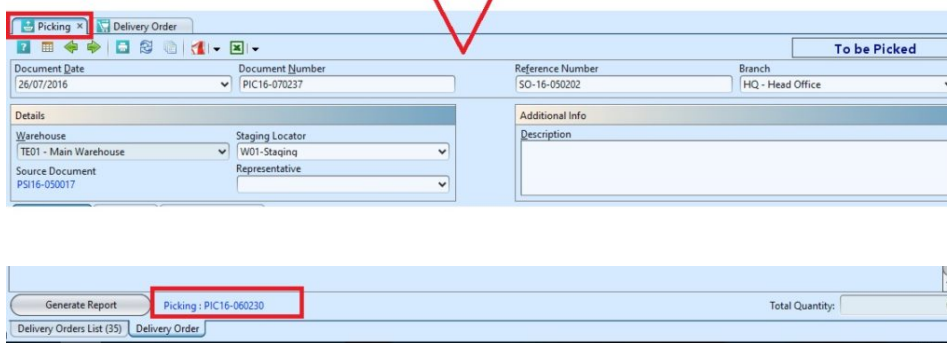 Picking × Delivery Order
To be Picked
Document Date Document Number Reference Number Branch
26/07/2016 PIC16-070237 SO-16-050202 HQ - Head Office
Details Additional Info
Warehouse Staging Locator Description
TE01 - Main Warehouse W01-Staging
Source Document Representative
PSI16-050017
Generate Report Picking : PIC16-060230 Total Quantity:
Delivery Orders List (35) Delivery Order